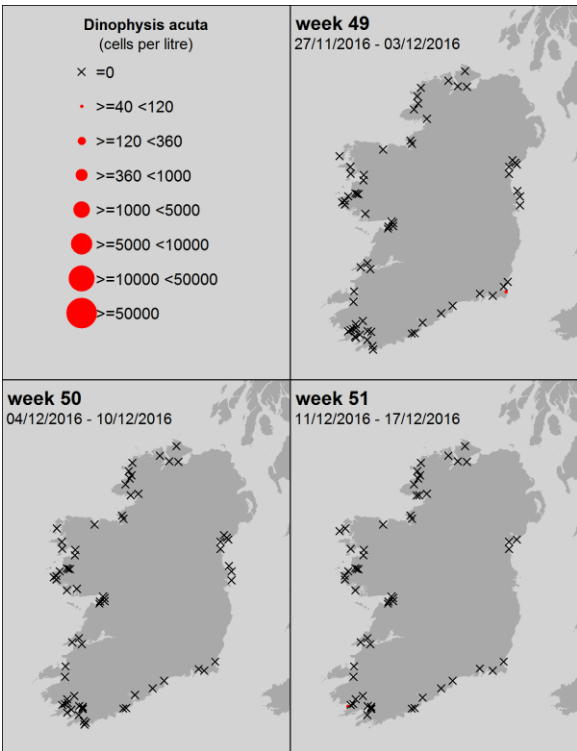 Dinophysis acuta
(cells per litre)
=0
>=40 <120
>=120 <360
>=360 <1000
>=1000 <5000
>=5000 <10000
>=10000 <50000
>=50000
week 49
27/11/2016 - 03/12/2016
week 50
04/12/2016 - 10/12/2016
week 51
11/12/2016 - 17/12/2016